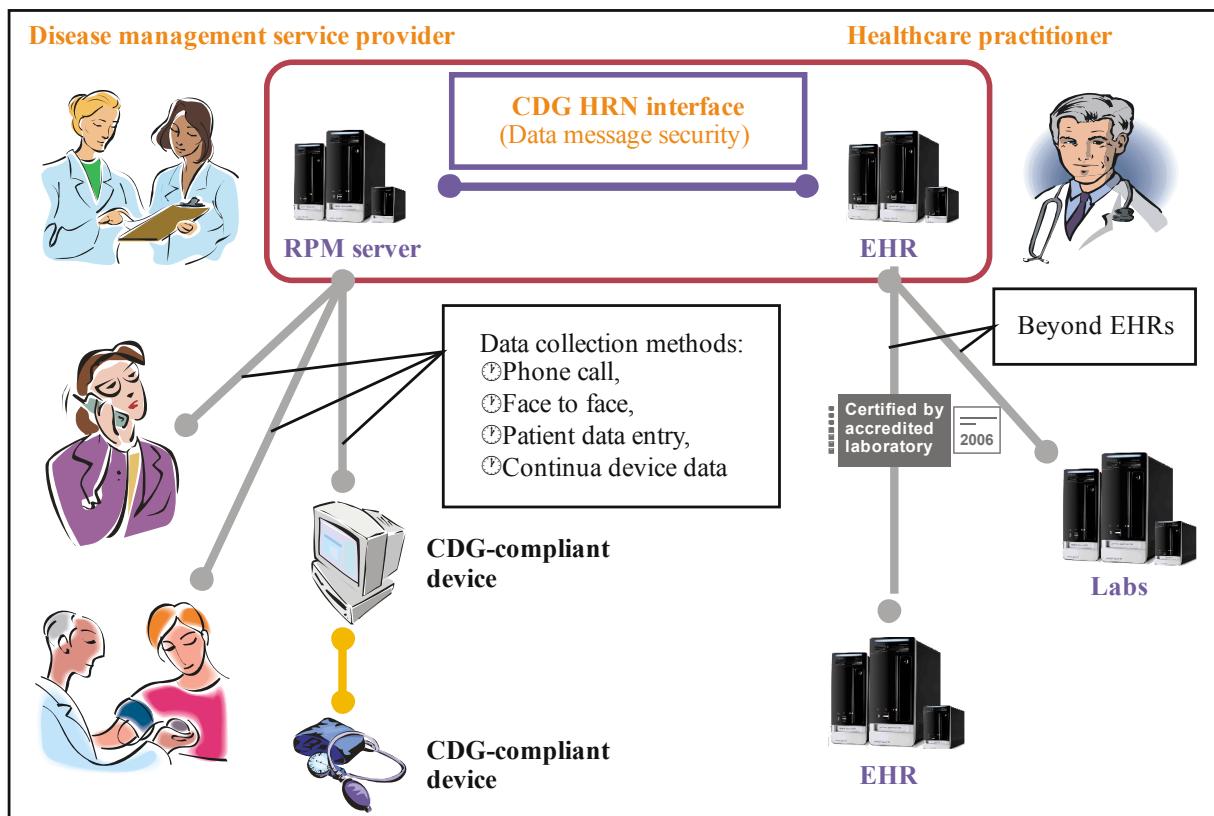 Disease management service provider
Healthcare practitioner
CDG HRN interface
(Data message security)
RPM server
EHR
Data collection methods:
🕐Phone call,
🕐Face to face,
🕐Patient data entry,
🕐Continua device data
Beyond EHRs
Certified by
accredited
laboratory
2006
CDG-compliant
device
Labs
CDG-compliant
device
EHR